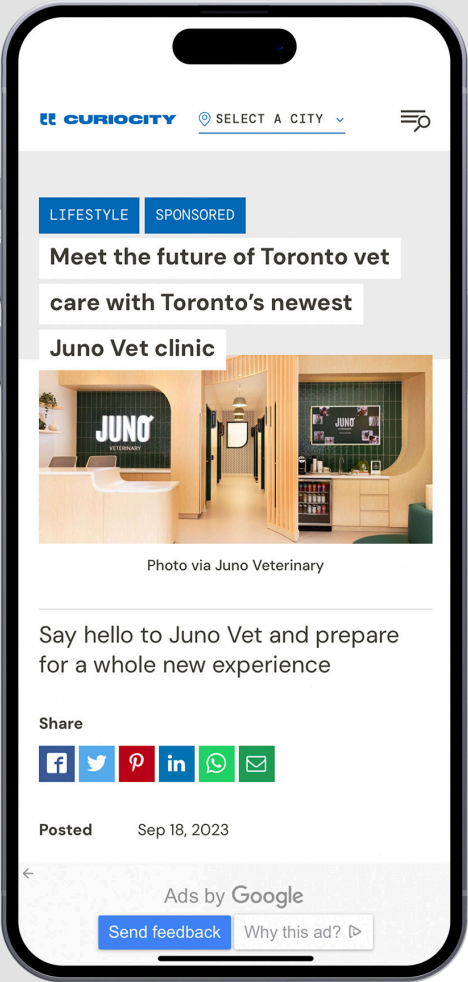 CURIOCITY
SELECT A CITY
LIFESTYLE
SPONSORED
Meet the future of Toronto vet
care with Toronto's newest
Juno Vet clinic
JUNO
VETERINARY
JUNO
Photo via Juno Veterinary
Say hello to Juno Vet and prepare
for a whole new experience
Share
Posted
Sep 18, 2023
Ads by Google
Send feedback
Why this ad?